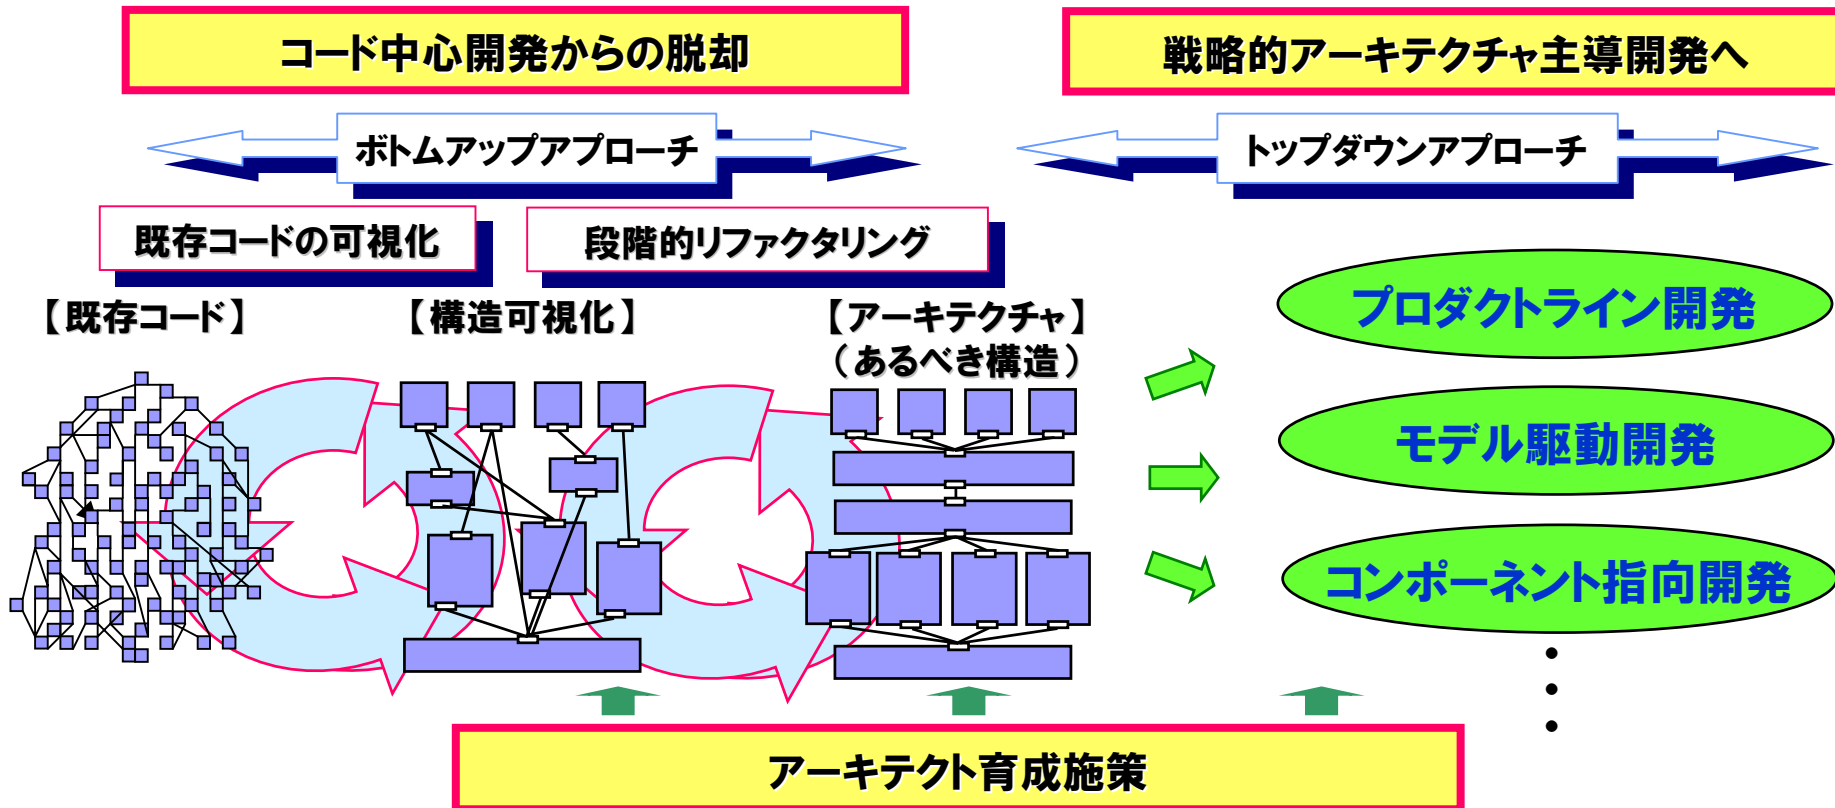 コード中心開発からの脱却
戦略的アーキテクチャ主導開発へ
ボトムアップアプローチ
トップダウンアプローチ
既存コードの可視化
段階的リファクタリング
【既存コード】
【構造可視化】
【アーキテクチャ】
（あるべき構造）
プロダクトライン開発
モデル駆動開発
コンポーネント指向開発
アーキテクト育成施策